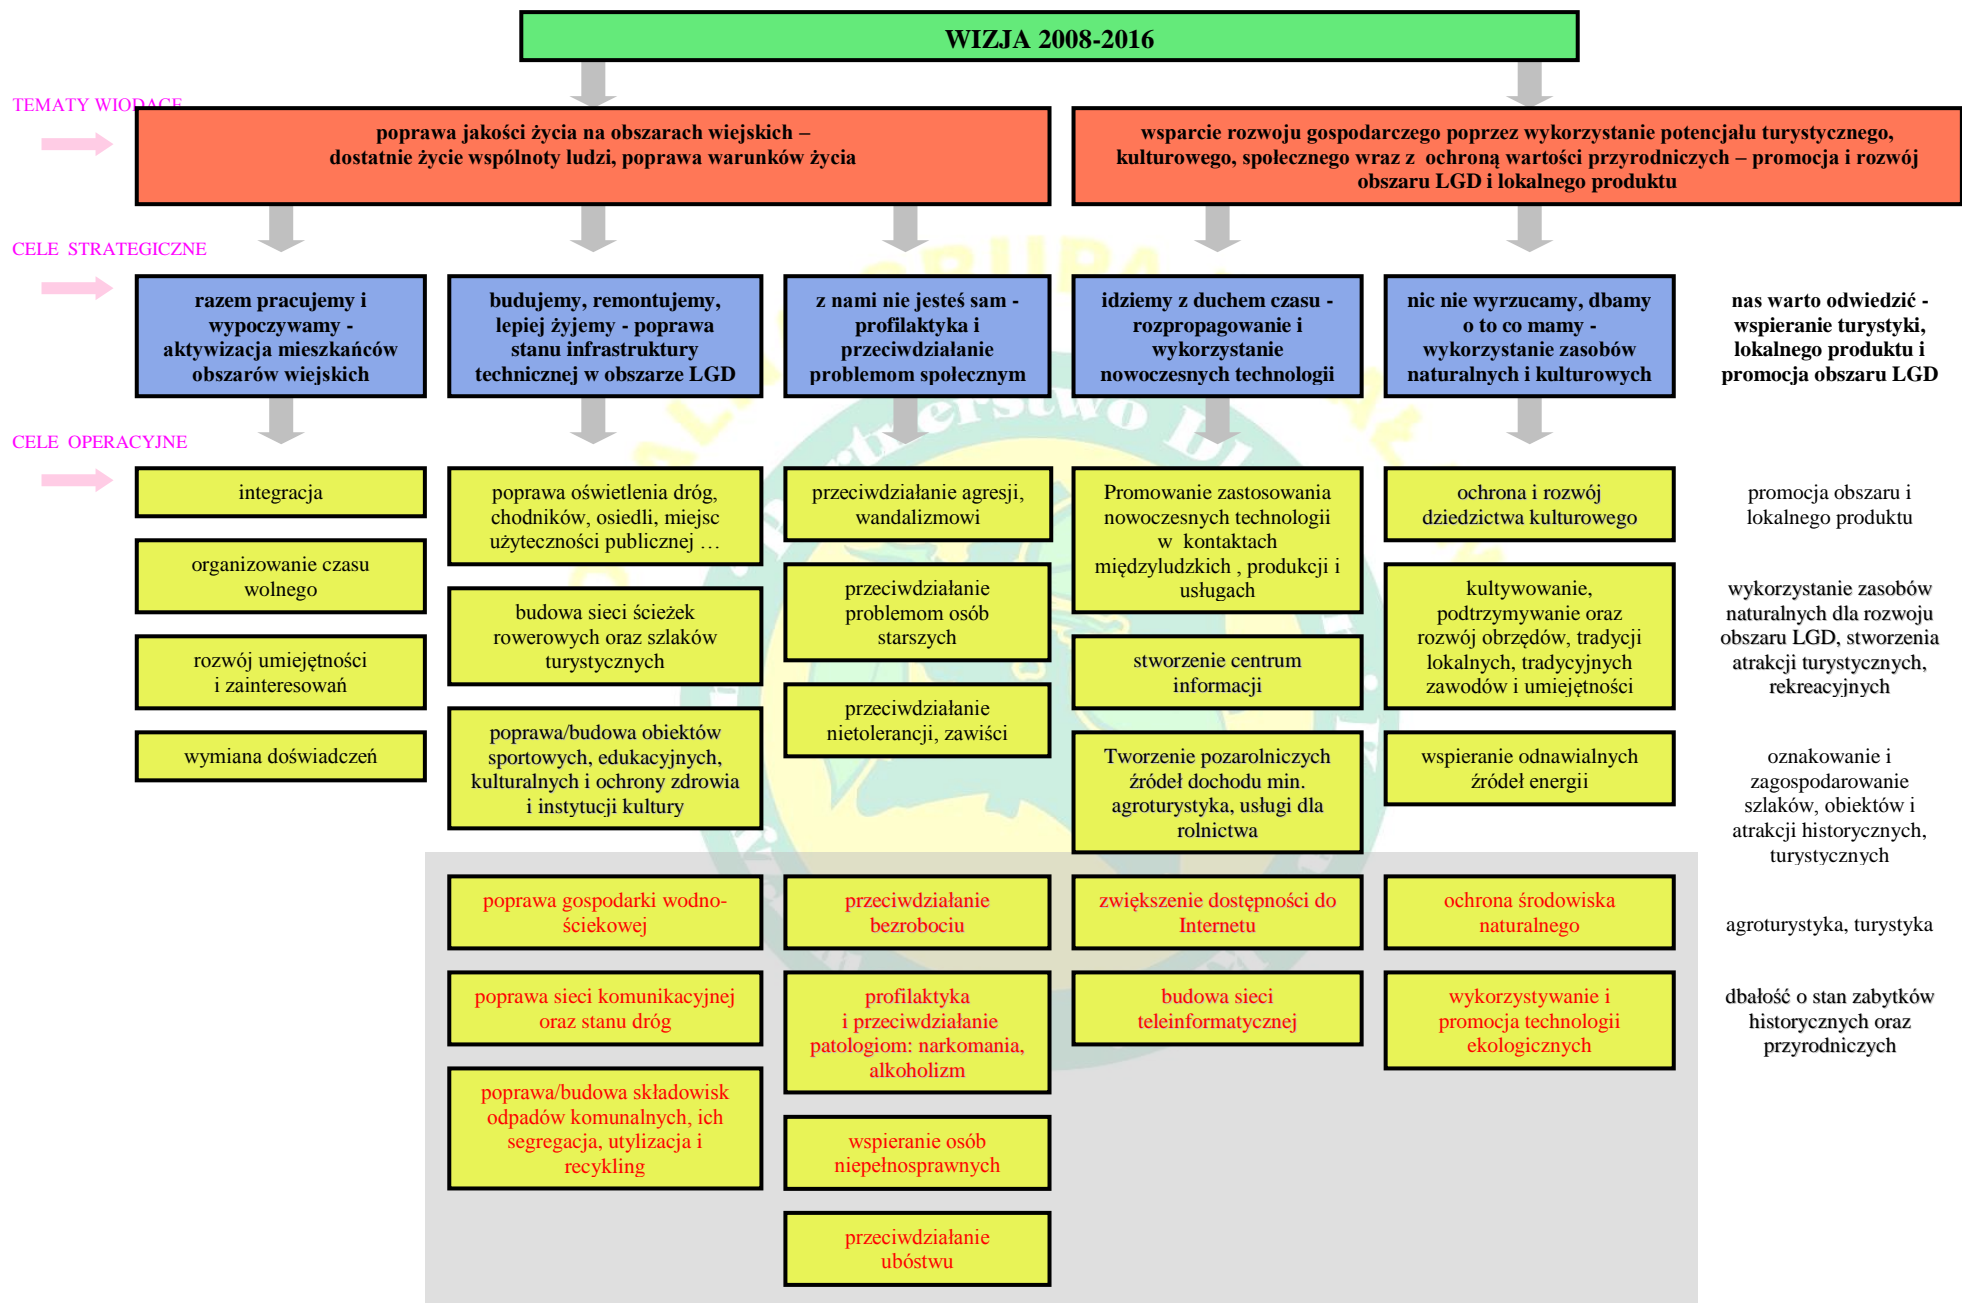 WIZJA 2008-2016
TEMATY WIODĄCE
poprawa jakości życia na obszarach wiejskich –
dostatnie życie wspólnoty ludzi, poprawa warunków życia
wsparcie rozwoju gospodarczego poprzez wykorzystanie potencjału turystycznego,
kulturowego, społecznego wraz z ochroną wartości przyrodniczych – promocja i rozwój
obszaru LGD i lokalnego produktu
CELE STRATEGICZNE
razem pracujemy i
wypoczywamy -
aktywizacja mieszkańców
obszarów wiejskich
budujemy, remontujemy,
lepiej żyjemy - poprawa
stanu infrastruktury
technicznej w obszarze LGD
z nami nie jesteś sam -
profilaktyka i
przeciwdziałanie
problemom społecznym
idziemy z duchem czasu -
rozpropagowanie i
wykorzystanie
nowoczesnych technologii
nic nie wyrzucamy, dbamy
o to co mamy -
wykorzystanie zasobów
naturalnych i kulturowych
nas warto odwiedzić -
wspieranie turystyki,
lokalnego produktu i
promocja obszaru LGD
CELE OPERACYJNE
integracja
organizowanie czasu
wolnego
rozwój umiejętności
i zainteresowań
wymiana doświadczeń
poprawa oświetlenia dróg,
chodników, osiedli, miejsc
użyteczności publicznej …
budowa sieci ścieżek
rowerowych oraz szlaków
turystycznych
poprawa/budowa obiektów
sportowych, edukacyjnych,
kulturalnych i ochrony zdrowia
i instytucji kultury
poprawa gospodarki wodno-
ściekowej
poprawa sieci komunikacyjnej
oraz stanu dróg
poprawa/budowa składowisk
odpadów komunalnych, ich
segregacja, utylizacja i
recykling
przeciwdziałanie agresji,
wandalizmowi
przeciwdziałanie
problemom osób
starszych
przeciwdziałanie
nietolerancji, zawiści
przeciwdziałanie
bezrobociu
profilaktyka
i przeciwdziałanie
patologiom: narkomania,
alkoholizm
wspieranie osób
niepełnosprawnych
przeciwdziałanie
ubóstwu
Promowanie zastosowania
nowoczesnych technologii
w kontaktach
międzyludzkich , produkcji i
usługach
stworzenie centrum
informacji
Tworzenie pozarolniczych
źródeł dochodu min.
agroturystyka, usługi dla
rolnictwa
zwiększenie dostępności do
Internetu
budowa sieci
teleinformatycznej
ochrona i rozwój
dziedzictwa kulturowego
kultywowanie,
podtrzymywanie oraz
rozwój obrzędów, tradycji
lokalnych, tradycyjnych
zawodów i umiejętności
wspieranie odnawialnych
źródeł energii
ochrona środowiska
naturalnego
wykorzystywanie i
promocja technologii
ekologicznych
promocja obszaru i
lokalnego produktu
wykorzystanie zasobów
naturalnych dla rozwoju
obszaru LGD, stworzenia
atrakcji turystycznych,
rekreacyjnych
oznakowanie i
zagospodarowanie
szlaków, obiektów i
atrakcji historycznych,
turystycznych
agroturystyka, turystyka
dbałość o stan zabytków
historycznych oraz
przyrodniczych